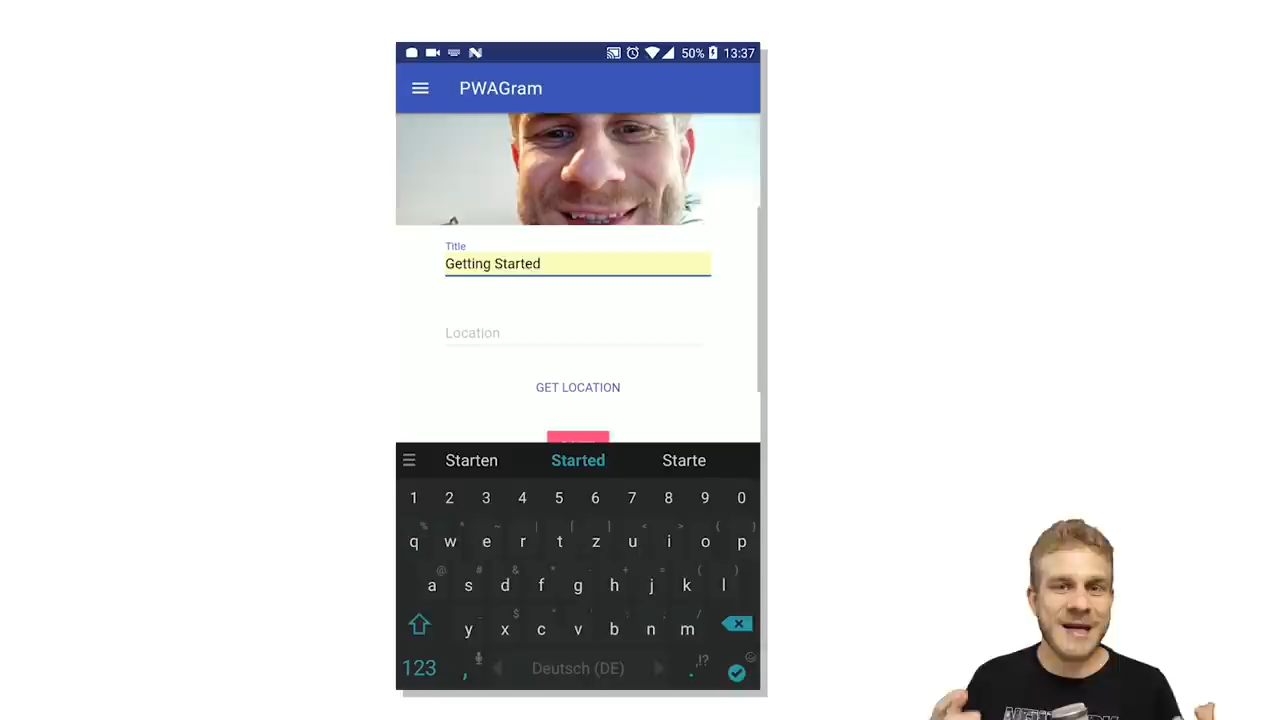 50% 13:37
PWAGram
Title
Getting Started
Location
GET LOCATION
Starten Started Starte
1 2 3 4 5 6 7 8 9 0
% ^ ~ | [ ] < > { }
q w e r t z u i o p
@ # & * - + = ( )
a s d f g h j k l
_ $ " ' : ; /
y x c v b n m
123 , Deutsch (DE) . ,!?